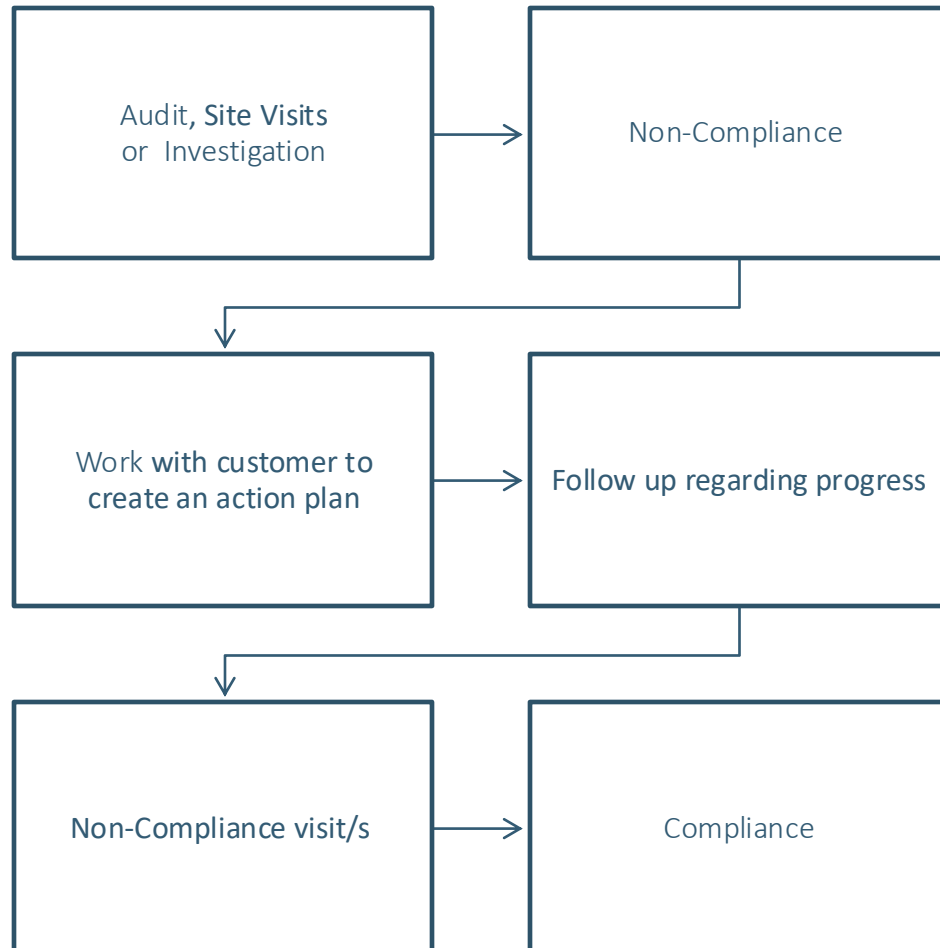 Audit, Site Visits
or Investigation
Non-Compliance
Work with customer to
create an action plan
Follow up regarding progress
Non-Compliance visit/s
Compliance